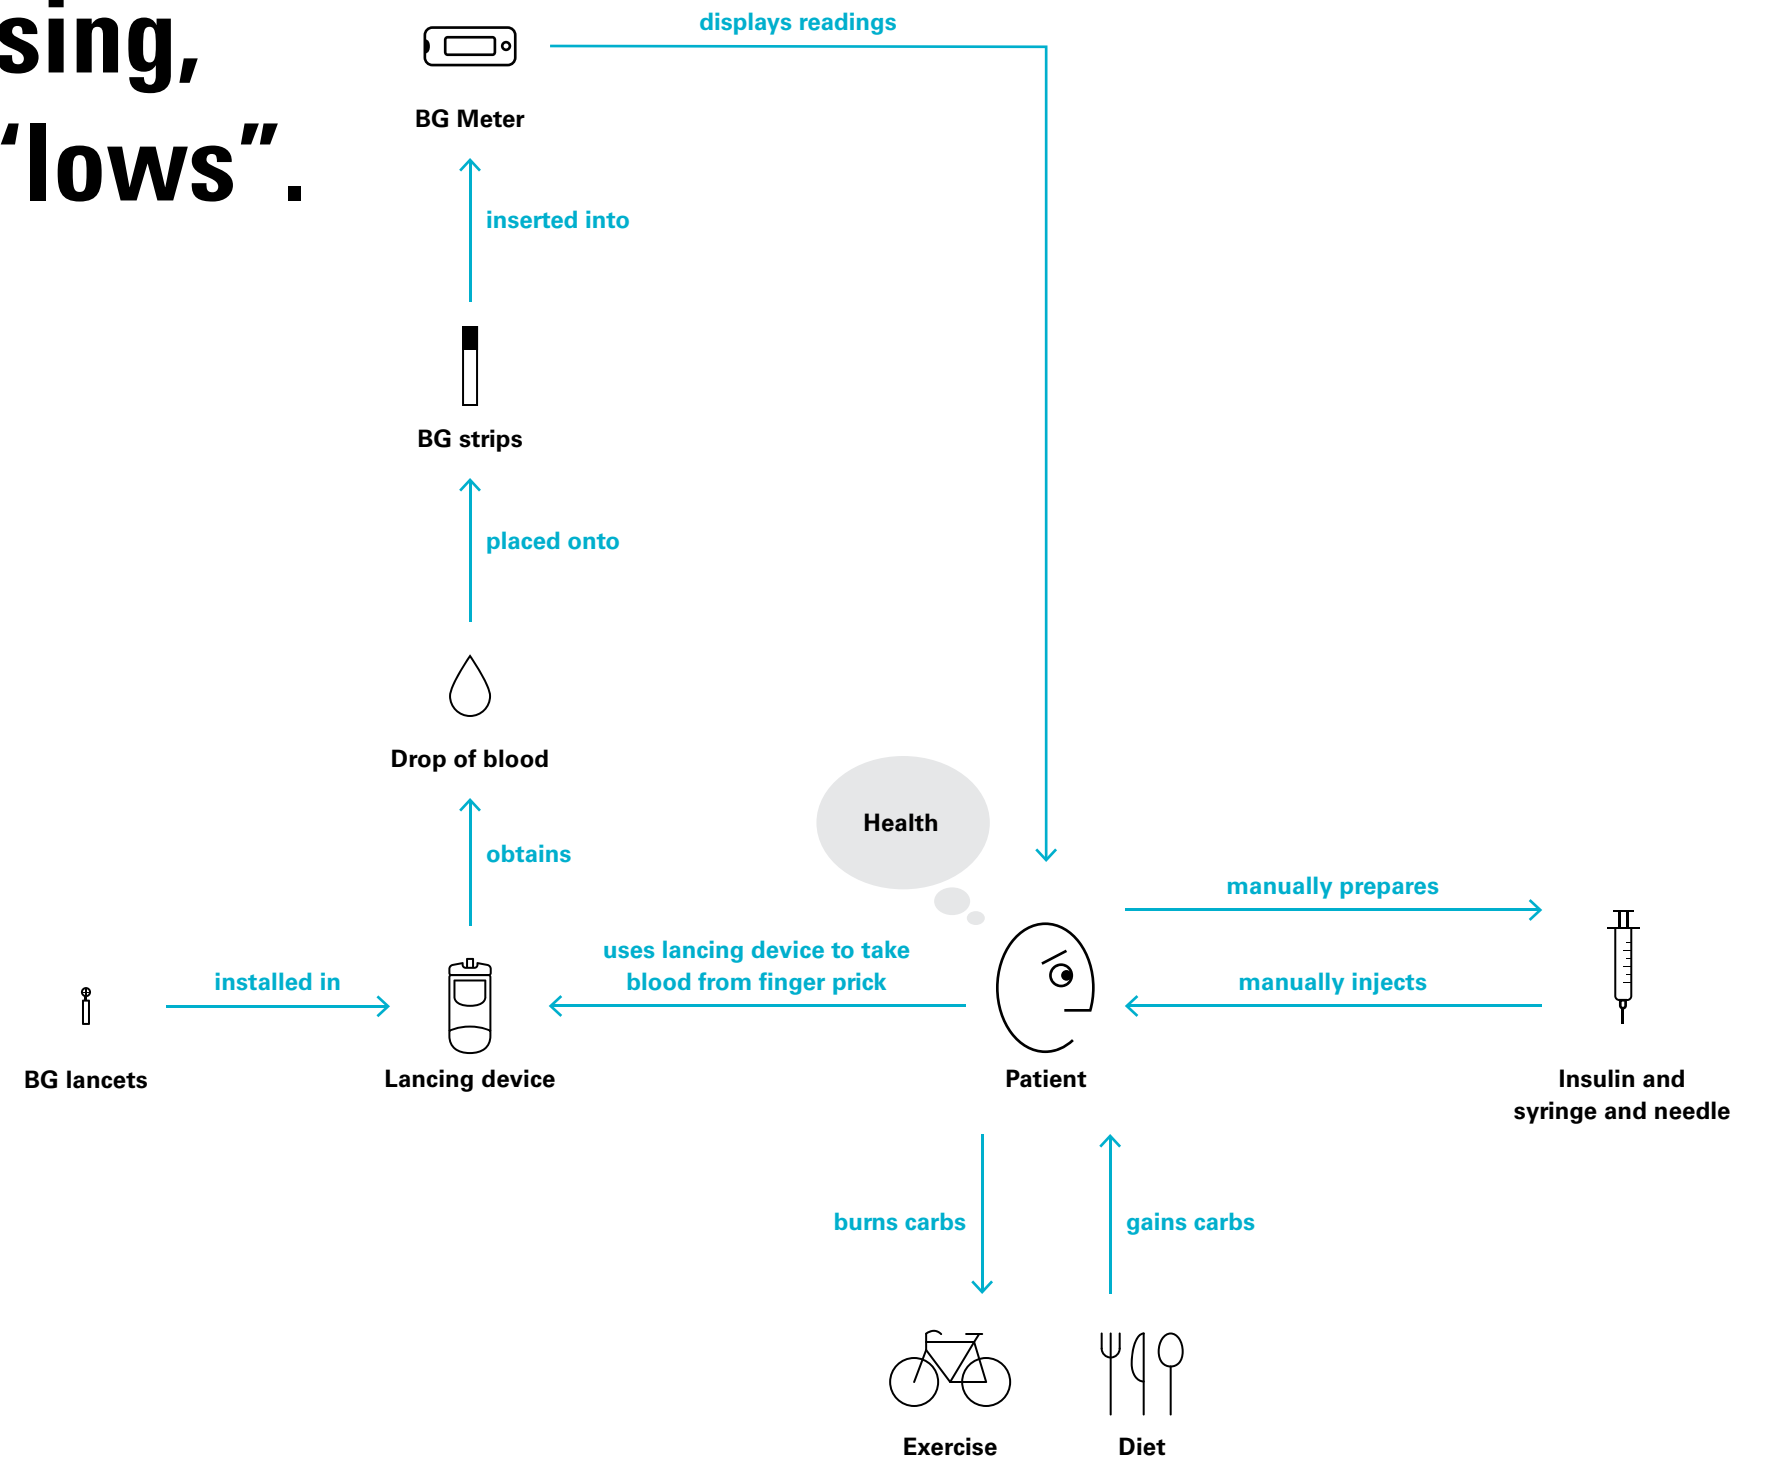 sing,
“lows”.
displays readings
BG Meter
inserted into
BG strips
placed onto
Drop of blood
Health
obtains
manually prepares
uses lancing device to take
blood from finger prick
installed in
manually injects
BG lancets
Lancing device
Patient
Insulin and
syringe and needle
burns carbs
gains carbs
Exercise
Diet